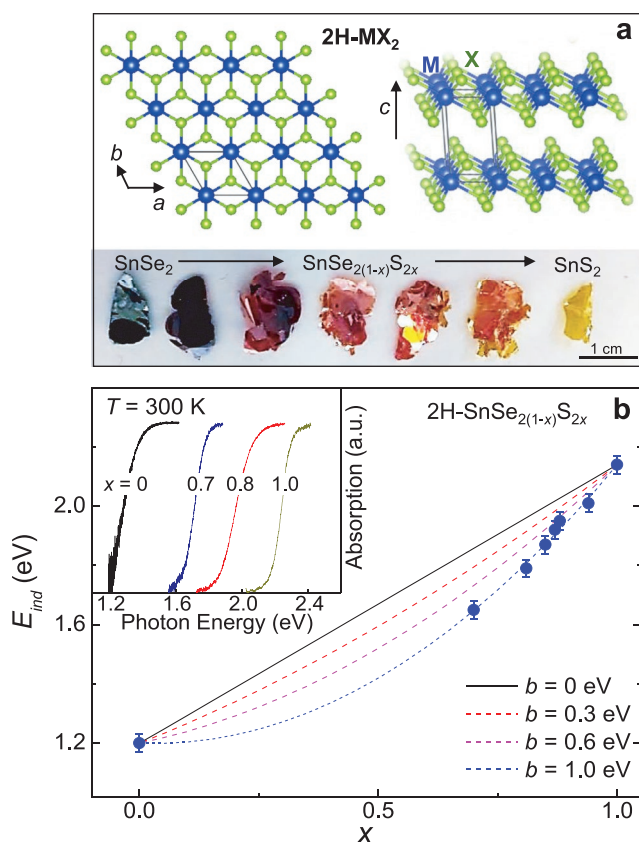 2H-MX₂
a
M
X
c
b
a
SnSe₂
SnSe₂₍₁₋ₓ₎S₂ₓ
SnS₂
1 cm
T = 300 K
2H-SnSe₂₍₁₋ₓ₎S₂ₓ
b
x = 0
0.7
0.8
1.0
Absorption (a.u.)
1.2
1.6
2.0
2.4
Photon Energy (eV)
E_ind (eV)
2.0
1.6
1.2
b = 0 eV
b = 0.3 eV
b = 0.6 eV
b = 1.0 eV
0.0
0.5
1.0
x